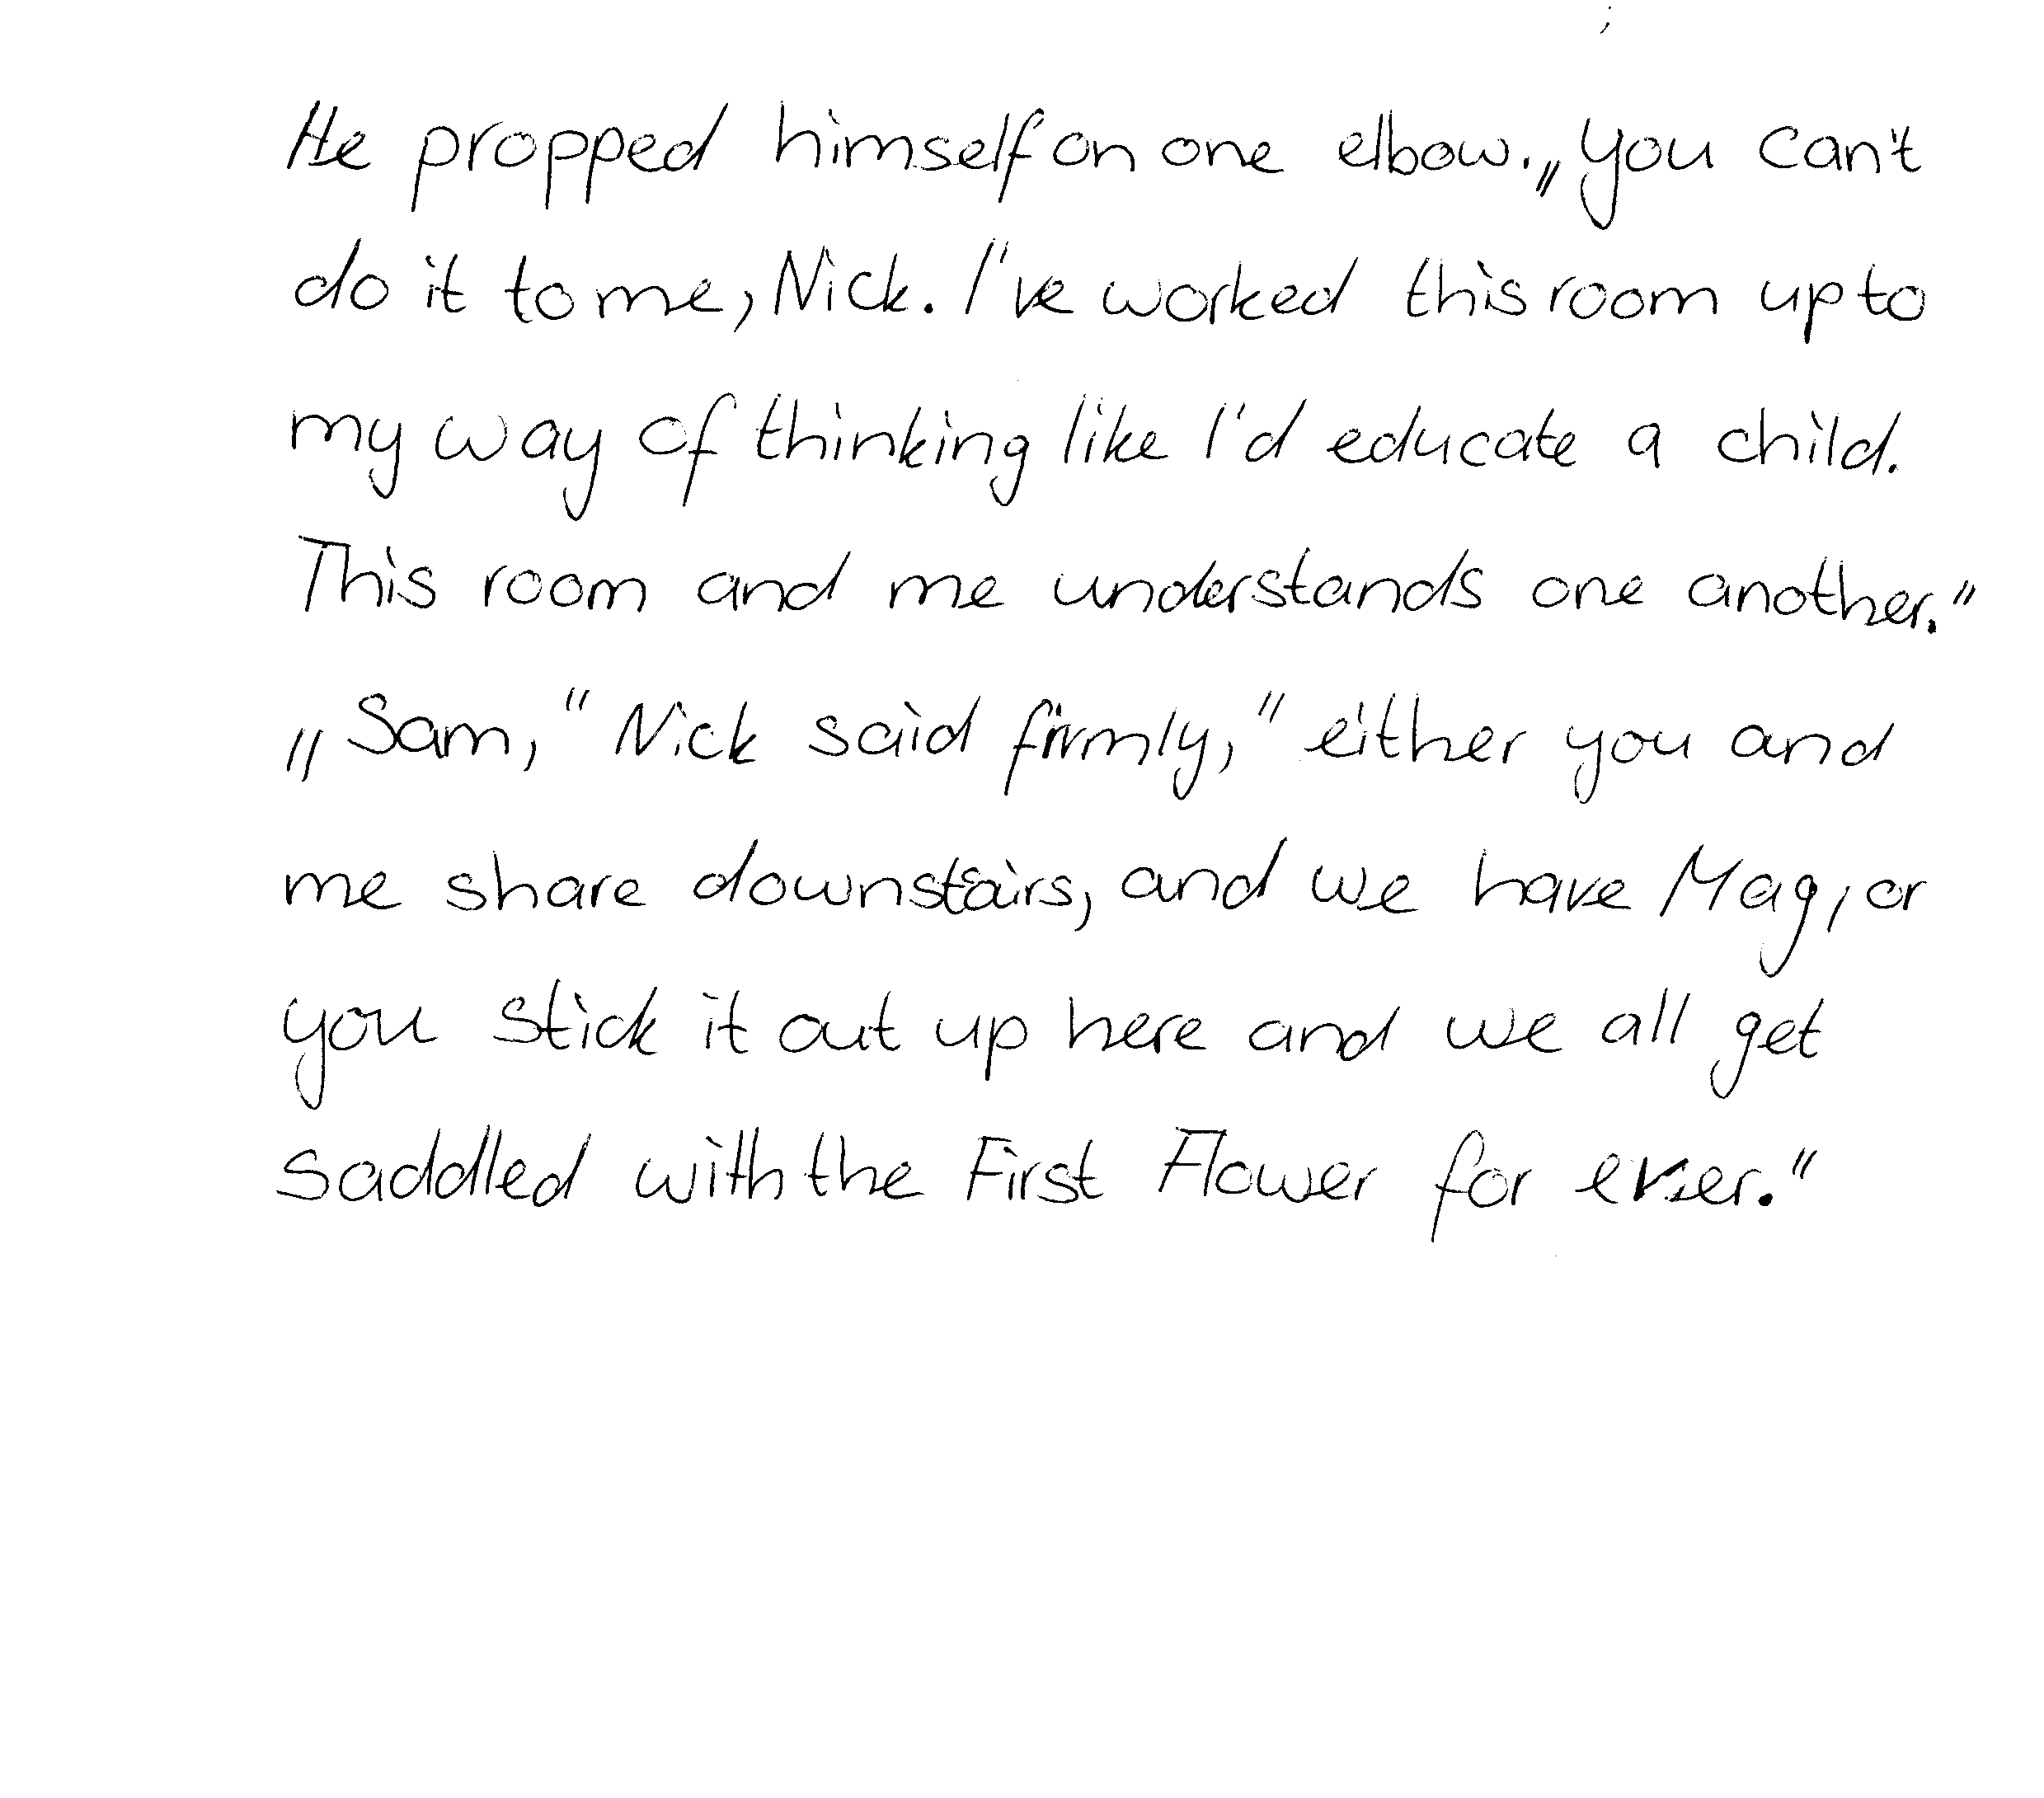 He propped himself on one elbow. „You can't
do it to me, Nick. I've worked this room up to
my way of thinking like I'd educate a child.
This room and me understands one another."
„Sam," Nick said firmly, " either you and
me share downstairs, and we have Mag, or
you stick it out up here and we all get
saddled with the First Flower for ever."